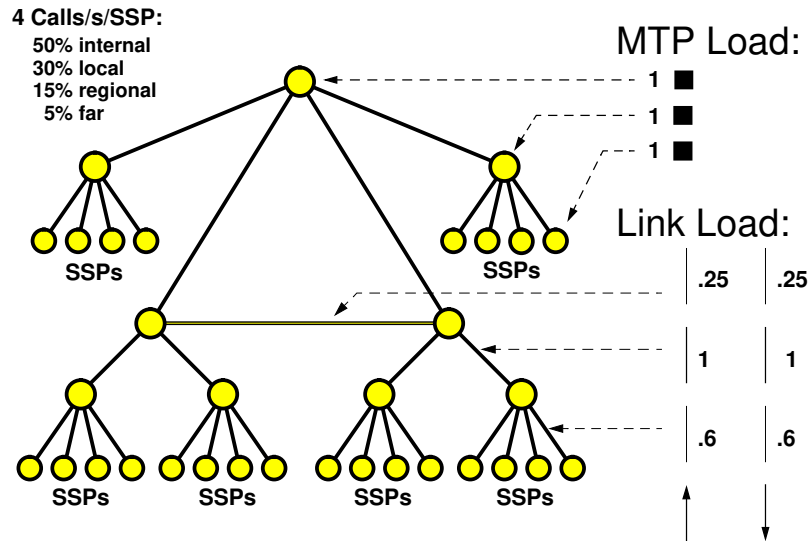 4 Calls/s/SSP:
50% internal
30% local
15% regional
5% far
MTP Load:
1
1
1
SSPs
SSPs
Link Load:
.25 .25
1 1
.6 .6
SSPs
SSPs
SSPs
SSPs